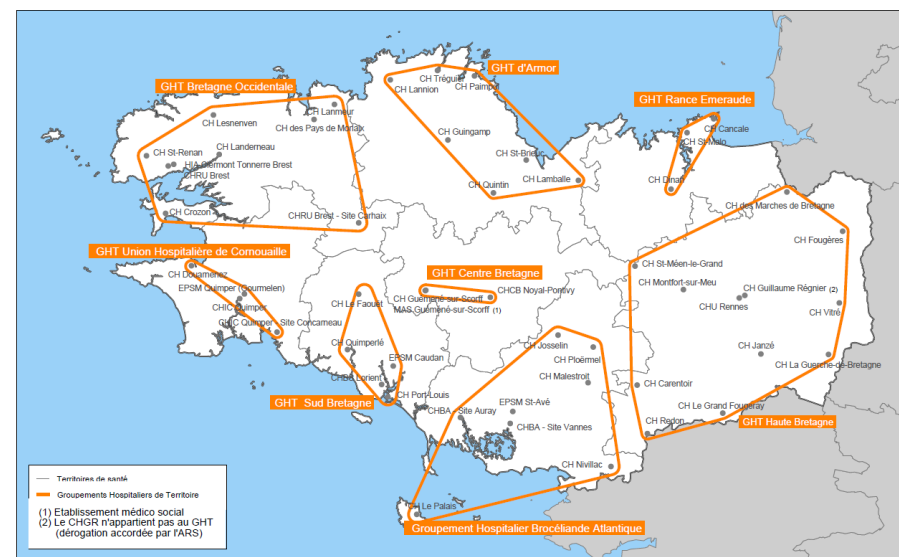 GHT d'Armor
CH Tréguier
GHT Bretagne Occidentale
CH Lannion
CH Paimpol
GHT Rance Emeraude
CH Lanmeur
CH Lesnenven
CH des Pays de Morlaix
CH Cancale
CH St-Malo
CH Guingamp
CH Landerneau
CH St-Renan
CH St-Brieuc
HIA Clermont Tonnerre Brest
CHRU Brest
CH Lamballe
CH Quintin
CH Dinan
CH des Marches de Bretagne
CH Crozon
CHRU Brest - Site Carhaix
CH Fougères
GHT Union Hospitalière de Cornouaille
CH St-Méen-le-Grand
CH Douarnenez
GHT Centre Bretagne
CH Montfort-sur-Meu
EPSM Quimper (Gourmelen)
CH Le Faouët
CH Guémené-sur-Scorff
CHCB Noyal-Pontivy
CH Guillaume Régnier (2)
CHU Rennes
CHIC Quimper
MAS Guémené-sur-Scorff (1)
CH Vitré
CHIC Quimper - Site Concarneau
CH Josselin
CH Quimperlé
CH Ploërmel
CH Janzé
EPSM Caudan
CH La Guerche-de-Bretagne
CHBS Lorient
CH Malestroit
CH Carentoir
CH Port-Louis
GHT Sud Bretagne
EPSM St-Avé
CH Le Grand Fougeray
CHBA - Site Auray
CH Redon
GHT Haute Bretagne
CHBA - Site Vannes
CH Nivillac
CH Le Palais
Groupement Hospitalier Brocéliande Atlantique
Territoires de santé
Groupements Hospitaliers de Territoire
(1) Etablissement médico social
(2) Le CHGR n'appartient pas au GHT
(dérogation accordée par l'ARS)